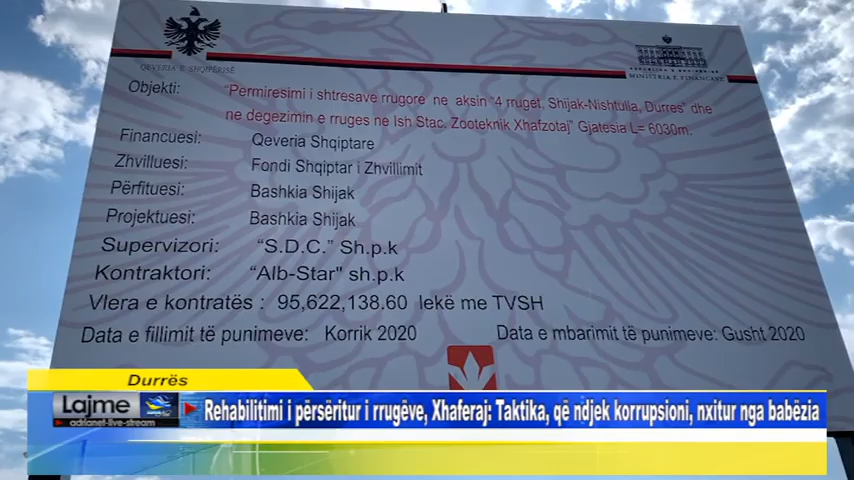 QEVERIA E SHQIPËRISË
MINISTRIA E FINANCAVE
Objekti: "Permiresimi i shtresave rrugore ne aksin "4 rruget. Shijak-Nishtulla, Durres" dhe
ne degezimin e rruges ne Ish Stac. Zooteknik Xhafzotaj" Gjatesia L= 6030m.
Financuesi: Qeveria Shqiptare
Zhvilluesi: Fondi Shqiptar i Zhvillimit
Përfituesi: Bashkia Shijak
Projektuesi: Bashkia Shijak
Supervizori: "S.D.C." Sh.p.k
Kontraktori: "Alb-Star" sh.p.k
Vlera e kontratës : 95,622,138.60 lekë me TVSH
Data e fillimit të punimeve: Korrik 2020 Data e mbarimit të punimeve: Gusht 2020
Durrës
Lajme
adrianet-live-stream
Rehabilitimi i përsëritur i rrugëve, Xhaferaj: Taktika, që ndjek korrupsioni, nxitur nga babëzia